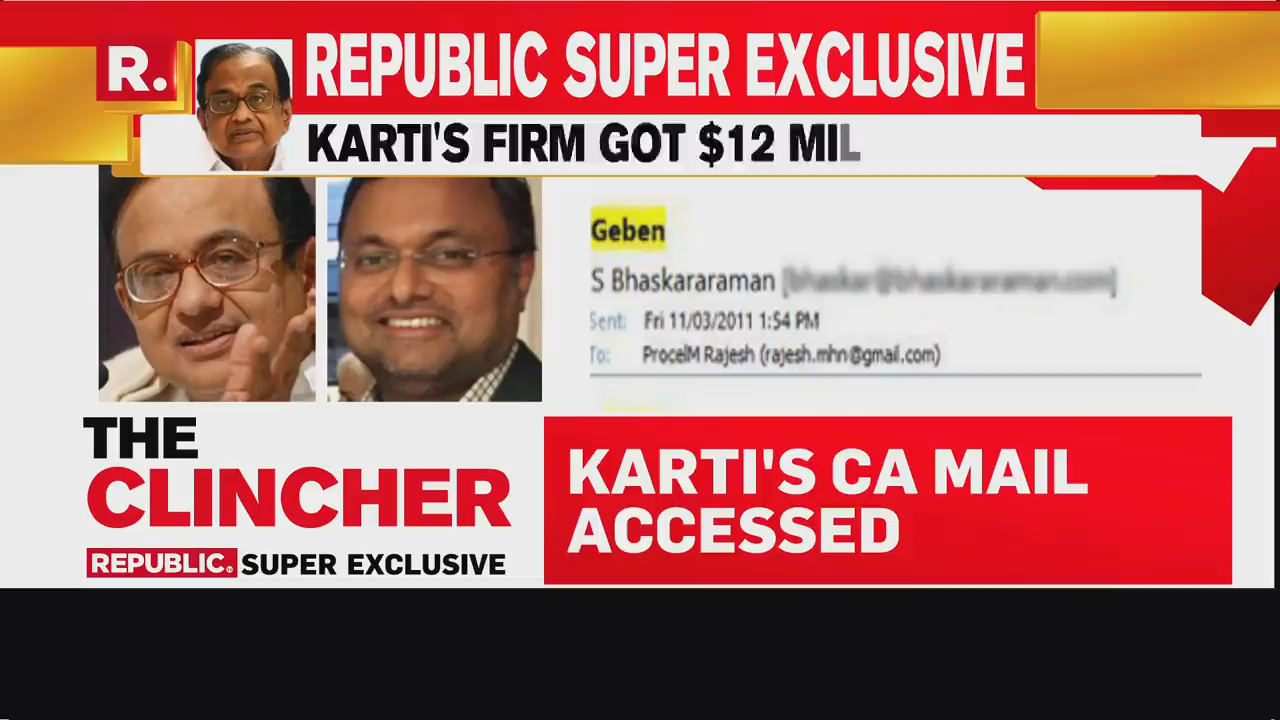 R.
REPUBLIC SUPER EXCLUSIVE
KARTI'S FIRM GOT $12 MIL
Geben
S Bhaskararaman
Sent: Fri 11/03/2011 1:54 PM
To: ProcelM Rajesh (rajesh.mhn@gmail.com)
THE
CLINCHER
REPUBLIC. SUPER EXCLUSIVE
KARTI'S CA MAIL
ACCESSED